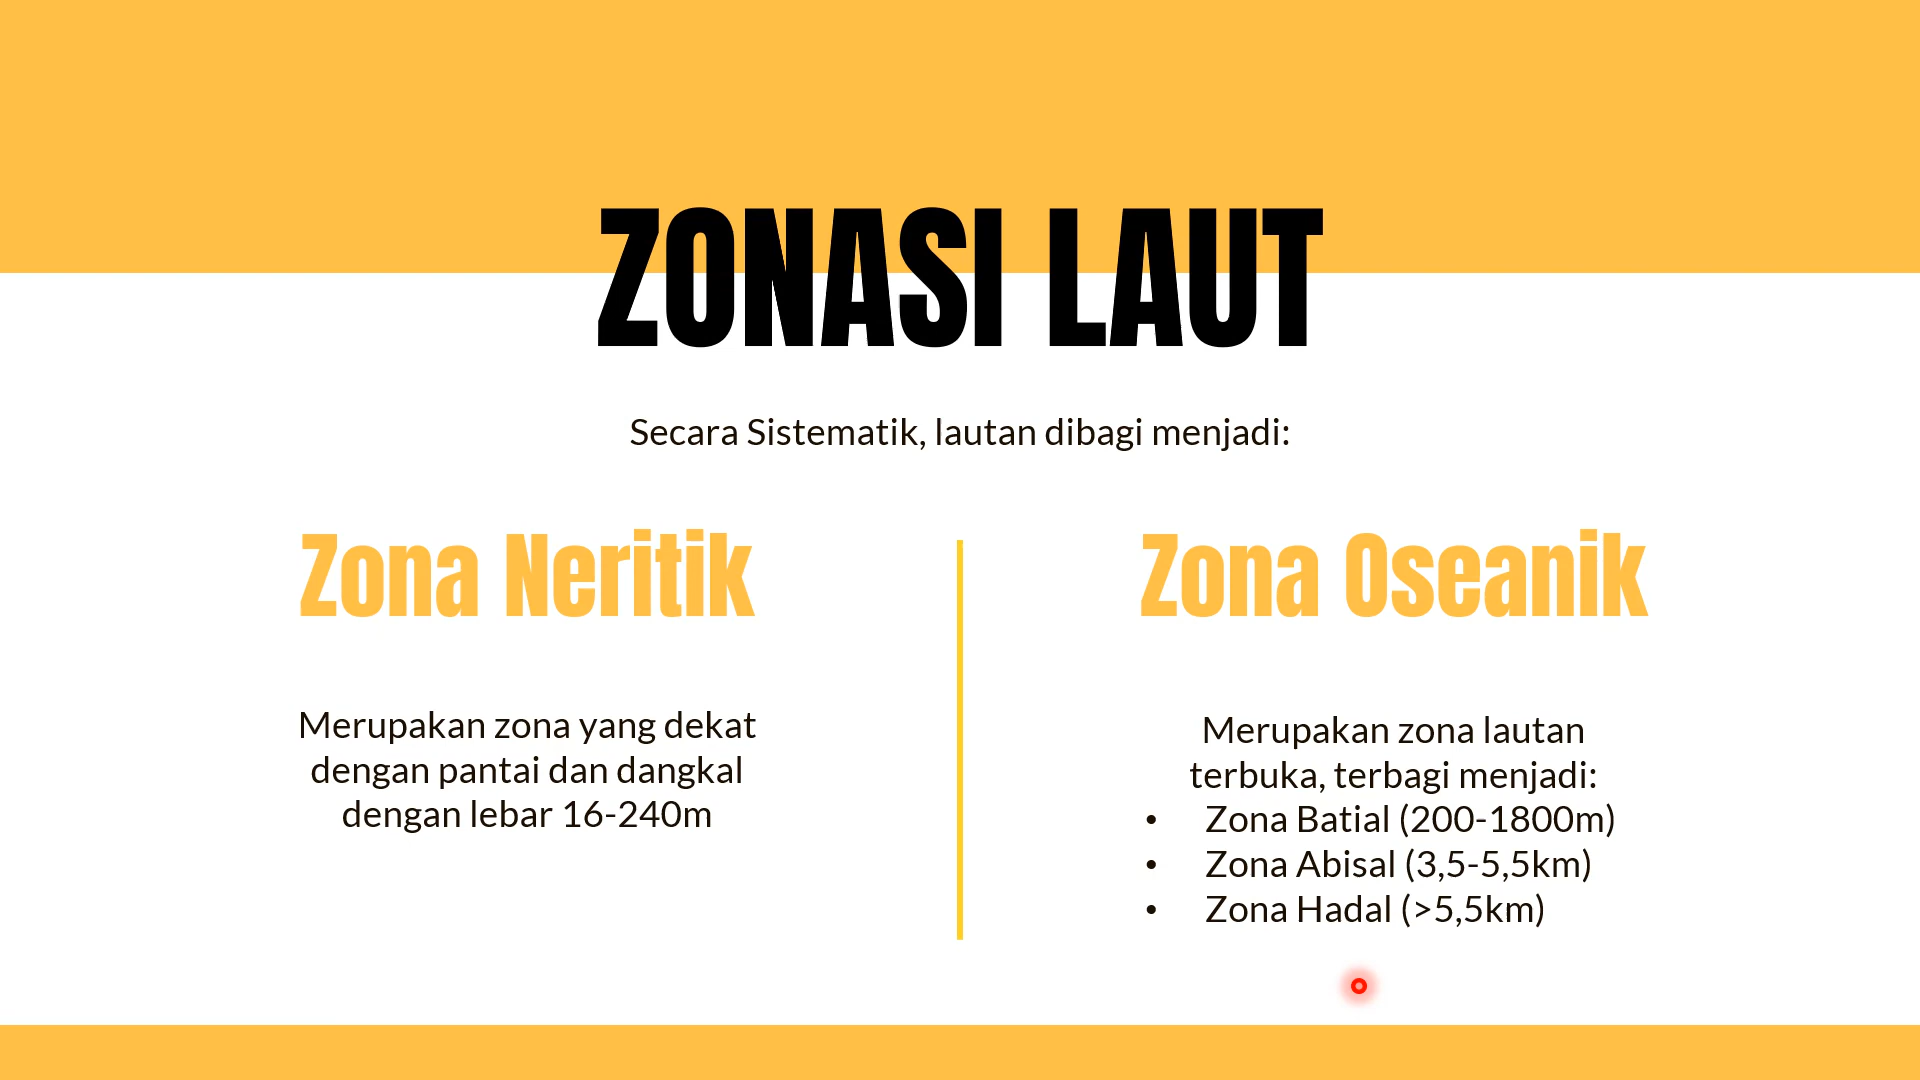 ZONASI LAUT
Secara Sistematik, lautan dibagi menjadi:
Zona Neritik
Merupakan zona yang dekat
dengan pantai dan dangkal
dengan lebar 16-240m
Zona Oseanik
Merupakan zona lautan
terbuka, terbagi menjadi:
• Zona Batial (200-1800m)
• Zona Abisal (3,5-5,5km)
• Zona Hadal (>5,5km)